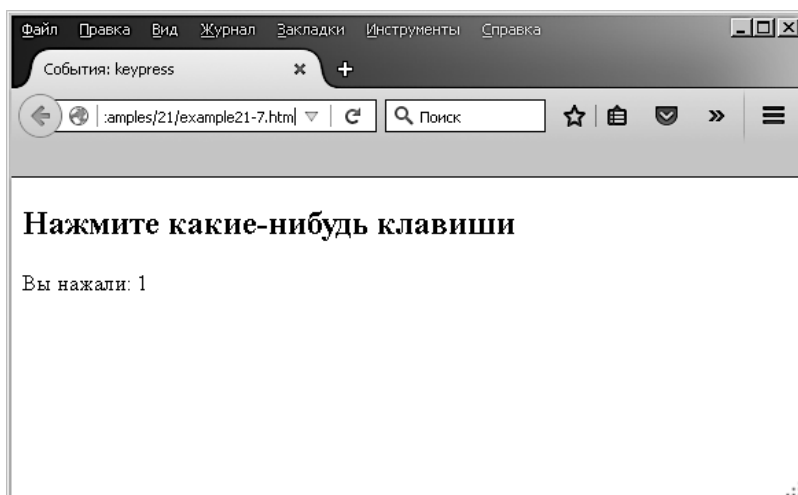 Файл Правка Вид Журнал Закладки Инструменты Справка
События: keypress
:amples/21/example21-7.html
Поиск
Нажмите какие-нибудь клавиши
Вы нажали: 1